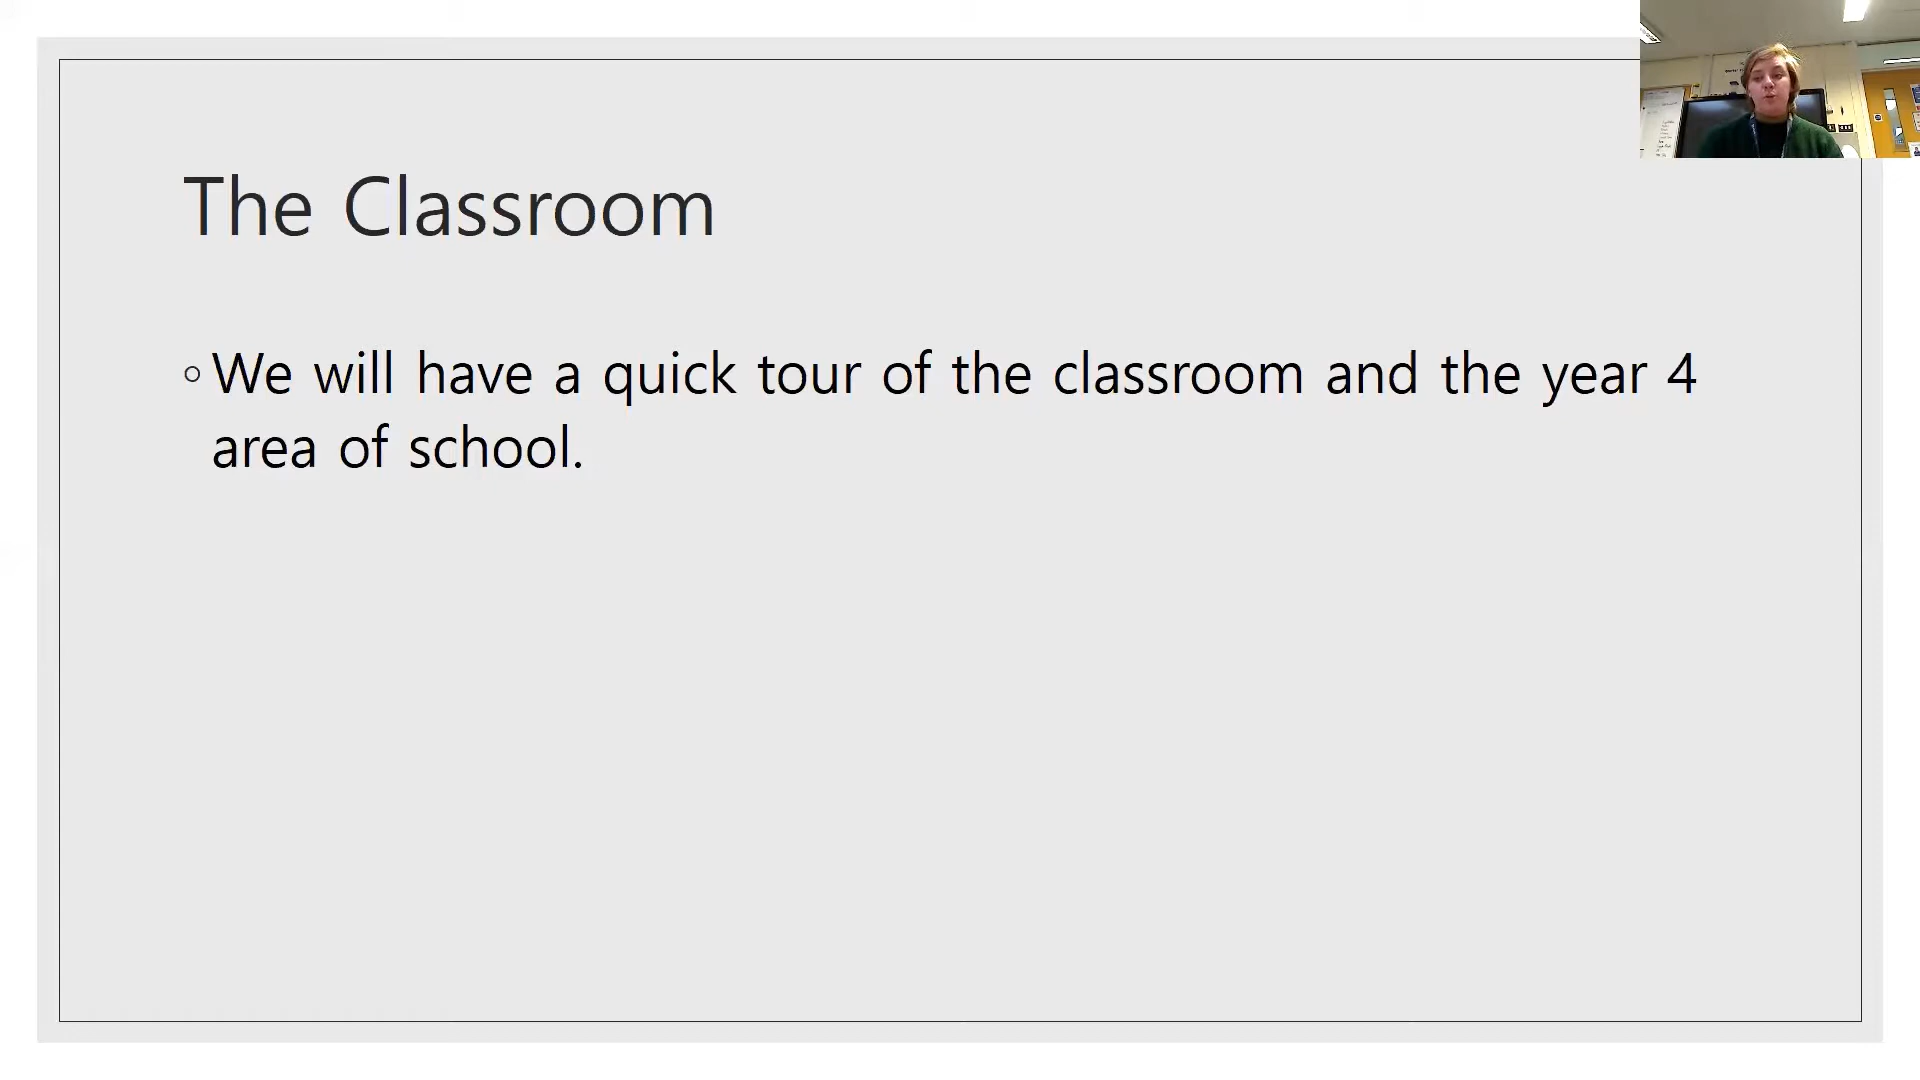 The Classroom
We will have a quick tour of the classroom and the year 4
area of school.